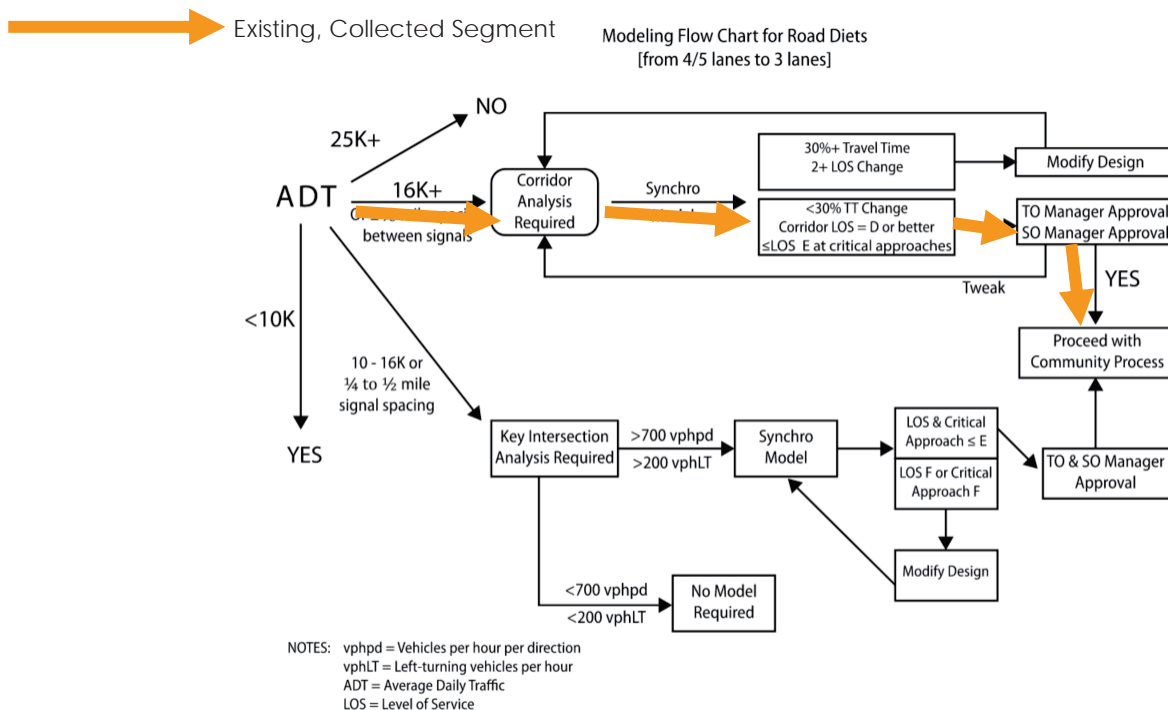 Existing, Collected Segment
Modeling Flow Chart for Road Diets
[from 4/5 lanes to 3 lanes]
NO
25K+
ADT
16K+
between signals
Corridor
Analysis
Required
Synchro
30%+ Travel Time
2+ LOS Change
Modify Design
<30% TT Change
Corridor LOS = D or better
≤LOS E at critical approaches
TO Manager Approval
SO Manager Approval
Tweak
YES
<10K
Proceed with
Community Process
10 - 16K or
¼ to ½ mile
signal spacing
YES
Key Intersection
Analysis Required
>700 vphpd
>200 vphLT
Synchro
Model
LOS & Critical
Approach ≤ E
LOS F or Critical
Approach F
TO & SO Manager
Approval
Modify Design
<700 vphpd
<200 vphLT
No Model
Required
NOTES: vphpd = Vehicles per hour per direction
vphLT = Left-turning vehicles per hour
ADT = Average Daily Traffic
LOS = Level of Service